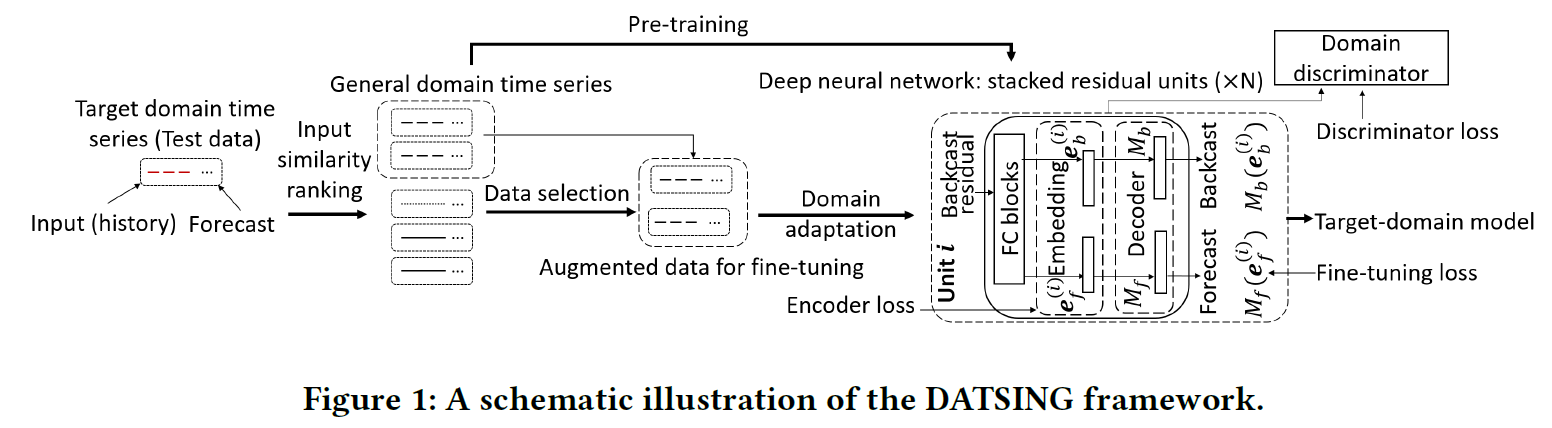 Pre-training
Domain
discriminator
General domain time series
Deep neural network: stacked residual units (×N)
Target domain time
series (Test data)
Input
similarity
ranking
Discriminator loss
Input (history)
Forecast
Data selection
Augmented data for fine-tuning
Domain
adaptation
Encoder loss
Unit i
Backcast
residual
FC blocks
e_f^(i) Embedding e_b^(i)
M_f Decoder M_b
Forecast
Backcast
M_f(e_f^(i))
M_b(e_b^(i))
Target-domain model
Fine-tuning loss
Figure 1: A schematic illustration of the DATSING framework.